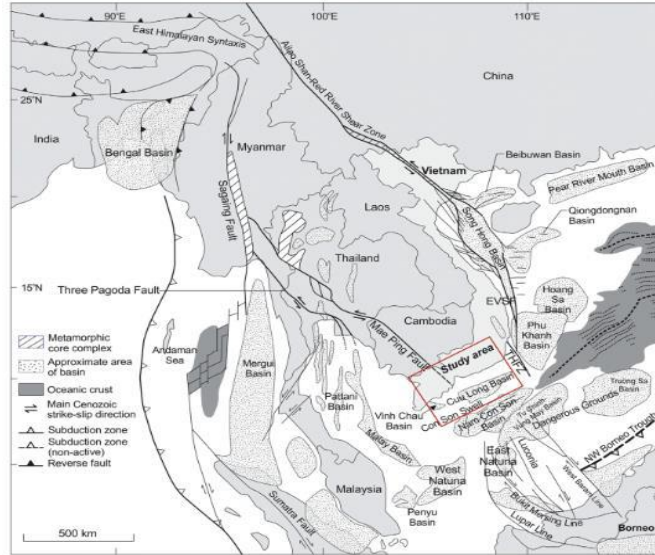 90°E
100°E
110°E
East Himalayan Syntaxis
Ailao Shan-Red River Shear Zone
China
25°N
India
Bengal Basin
Myanmar
Sagaing Fault
Vietnam
Beibuwan Basin
Pear River Mouth Basin
Laos
Song Hong Basin
Qiongdongnan
Basin
Thailand
15°N
Three Pagoda Fault
EVSF
Hoang
Sa
Basin
Cambodia
Phu
Khanh
Basin
Mae Ping Fault
Study area
THFZ
Andaman
Sea
Mergui
Basin
Pattani
Basin
Cuu Long Basin
Con Son Swell
Nam Con Son
Basin
Vinh Chau
Basin
Truong Sa
Basin
Dangerous Grounds
Malay Basin
NW Borneo Trough
East
Natuna
Basin
Luconia
West Baram Line
West
Natuna
Basin
Malaysia
Penyu
Basin
Bukit Mersing Line
Lupar Line
Borneo
Sumatra Fault
Metamorphic
core complex
Approximate area
of basin
Oceanic crust
Main Cenozoic
strike-slip direction
Subduction zone
Subduction zone
(non-active)
Reverse fault
500 km